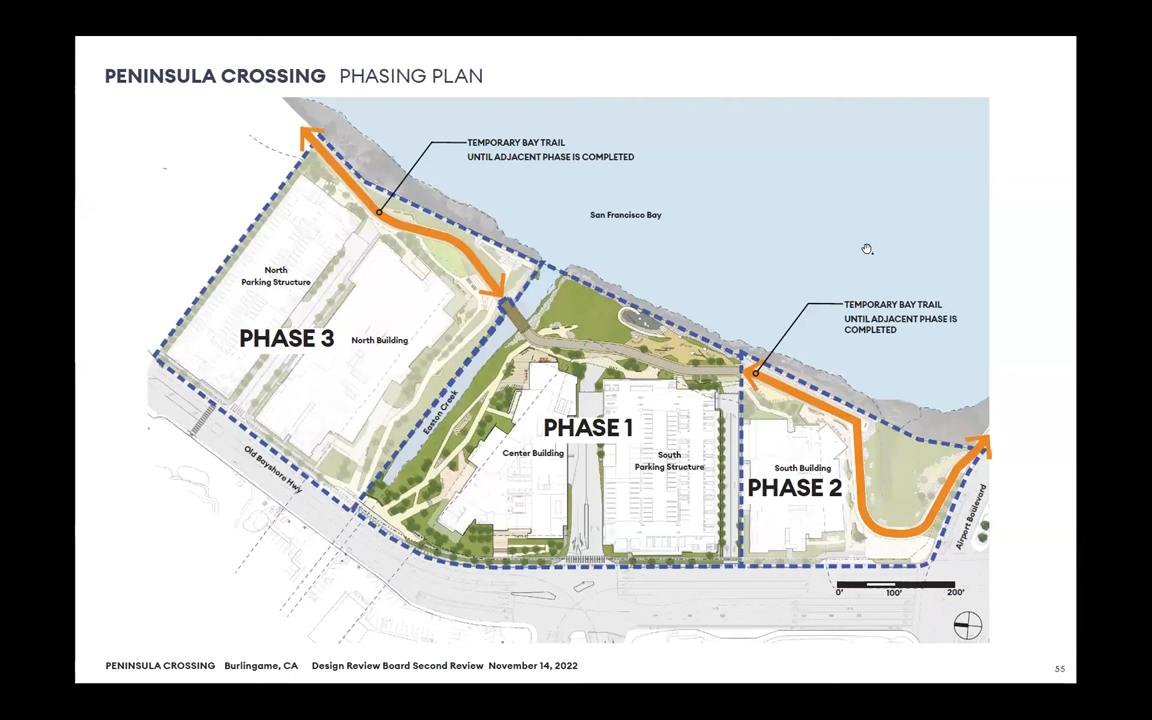 PENINSULA CROSSING PHASING PLAN
TEMPORARY BAY TRAIL
UNTIL ADJACENT PHASE IS COMPLETED
San Francisco Bay
North
Parking Structure
PHASE 3
North Building
TEMPORARY BAY TRAIL
UNTIL ADJACENT PHASE IS
COMPLETED
Easton Creek
PHASE 1
Center Building
South
Parking Structure
South Building
PHASE 2
Old Bayshore Hwy
Airport Boulevard
0' 100' 200'
PENINSULA CROSSING Burlingame, CA Design Review Board Second Review November 14, 2022
55